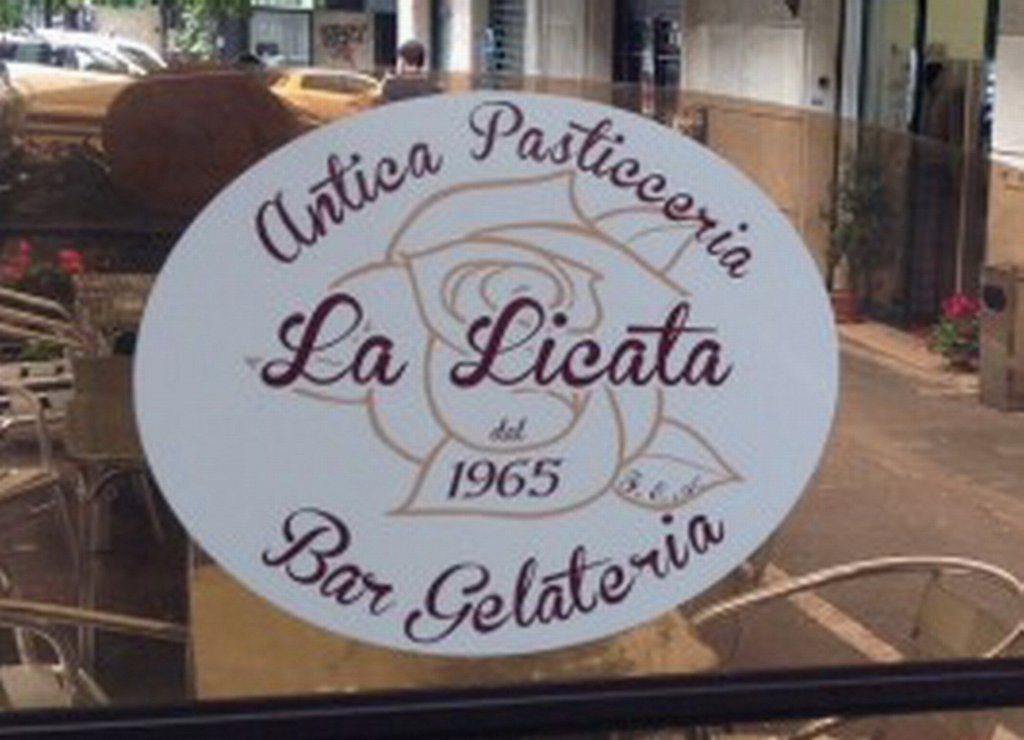 Antica Pasticceria
La Licata
dal
1965
Bar Gelateria